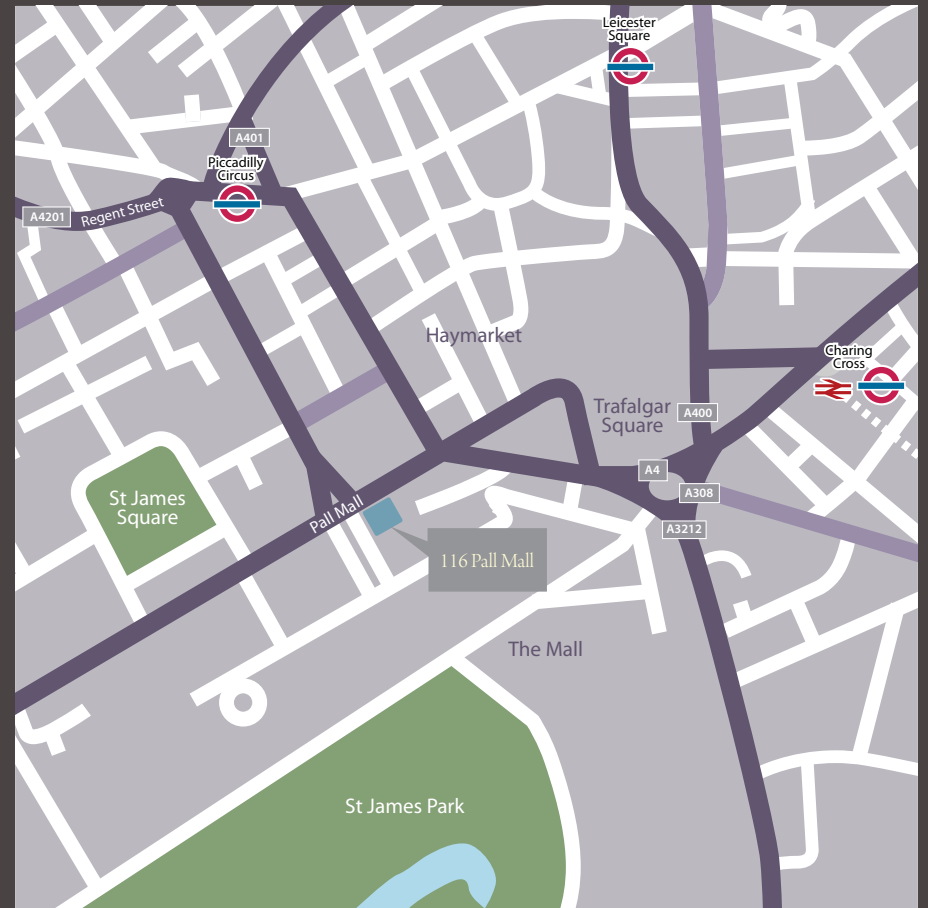 Leicester
Square
A401
Piccadilly
Circus
A4201
Regent Street
Haymarket
Charing
Cross
Trafalgar
Square
A400
A4
A308
St James
Square
Pall Mall
A3212
116 Pall Mall
The Mall
St James Park